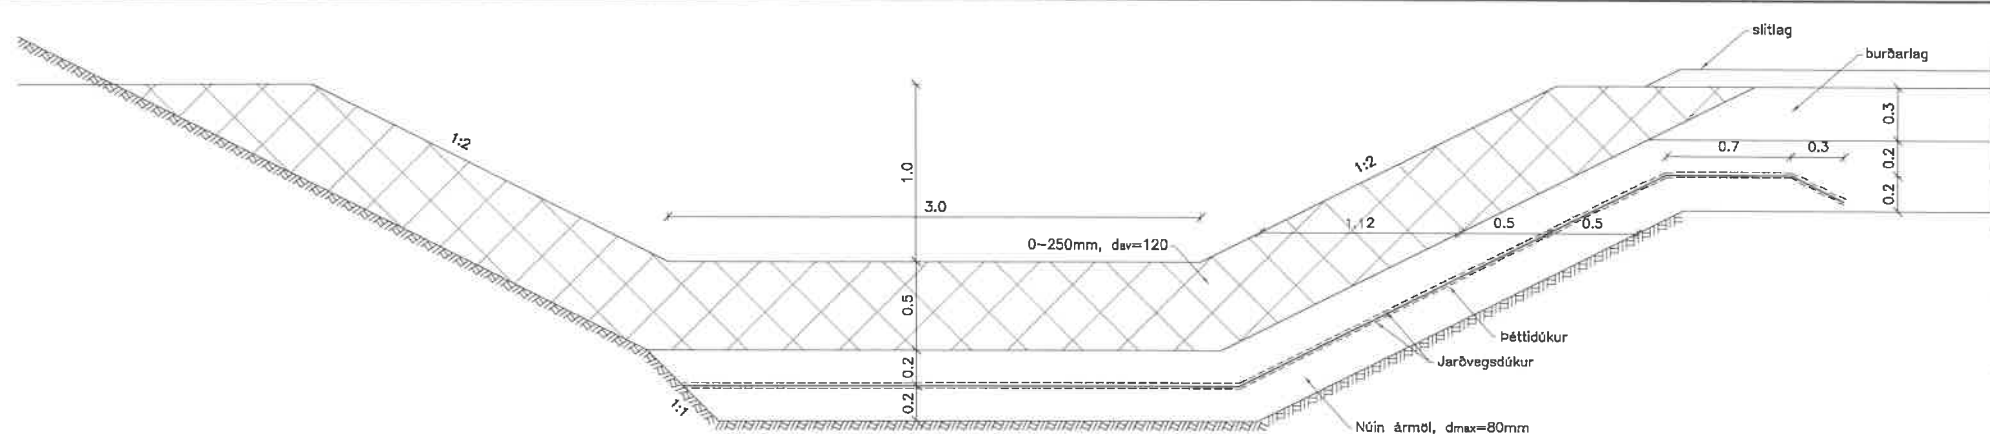 slitlag
burðarlag
1:2
1.0
1:2
0.3
0.7
0.3
0.2
0.2
3.0
1,12
0.5
0.5
0~250mm, dav=120
0.5
Þéttidúkur
Jarðvegsdúkur
0.2
0.2
1:1
Núin ármöl, dmax=80mm